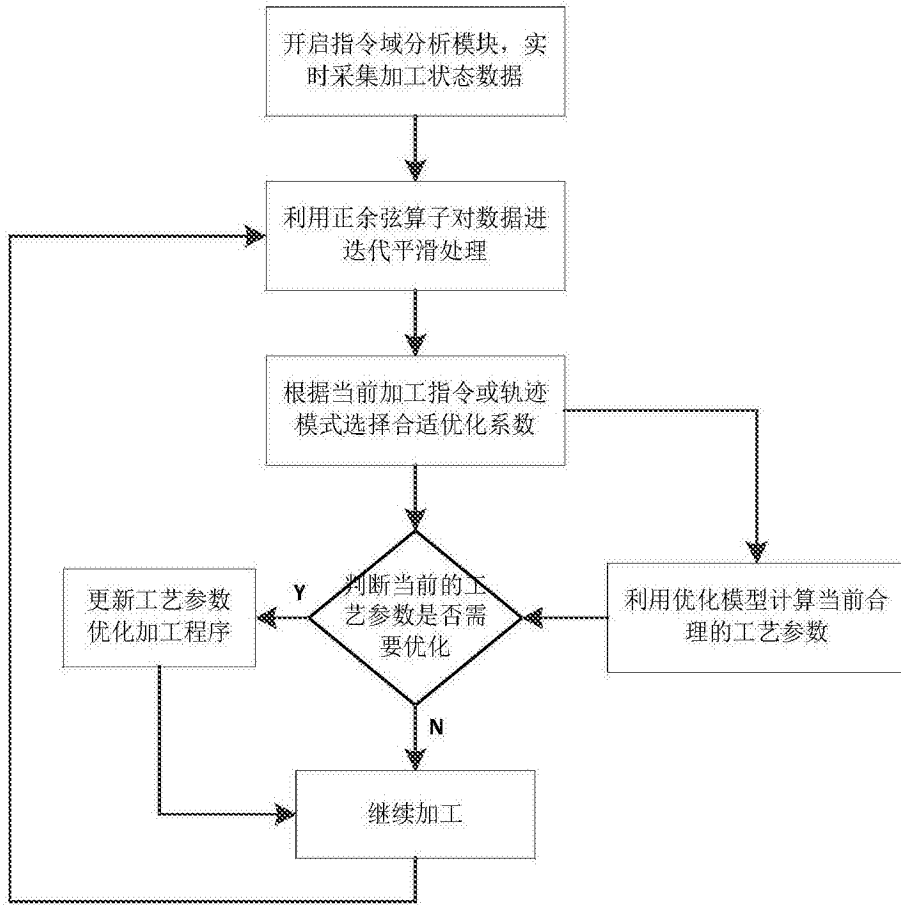 开启指令域分析模块，实
时采集加工状态数据
利用正余弦算子对数据进
迭代平滑处理
根据当前加工指令或轨迹
模式选择合适优化系数
判断当前的工
艺参数是否需
要优化
Y
更新工艺参数
优化加工程序
利用优化模型计算当前合
理的工艺参数
N
继续加工